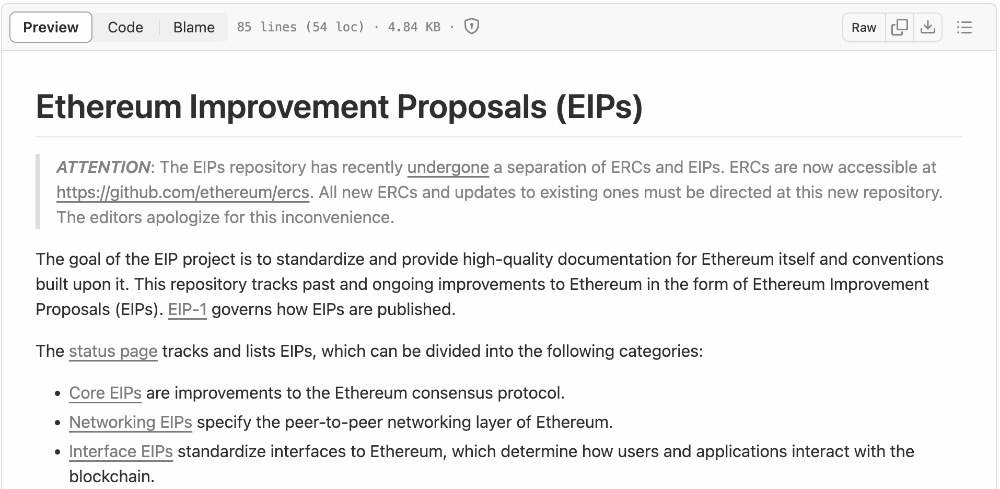 Preview Code Blame 85 lines (54 loc) · 4.84 KB · Raw
Ethereum Improvement Proposals (EIPs)
ATTENTION: The EIPs repository has recently undergone a separation of ERCs and EIPs. ERCs are now accessible at
https://github.com/ethereum/ercs. All new ERCs and updates to existing ones must be directed at this new repository.
The editors apologize for this inconvenience.
The goal of the EIP project is to standardize and provide high-quality documentation for Ethereum itself and conventions
built upon it. This repository tracks past and ongoing improvements to Ethereum in the form of Ethereum Improvement
Proposals (EIPs). EIP-1 governs how EIPs are published.
The status page tracks and lists EIPs, which can be divided into the following categories:
• Core EIPs are improvements to the Ethereum consensus protocol.
• Networking EIPs specify the peer-to-peer networking layer of Ethereum.
• Interface EIPs standardize interfaces to Ethereum, which determine how users and applications interact with the
blockchain.